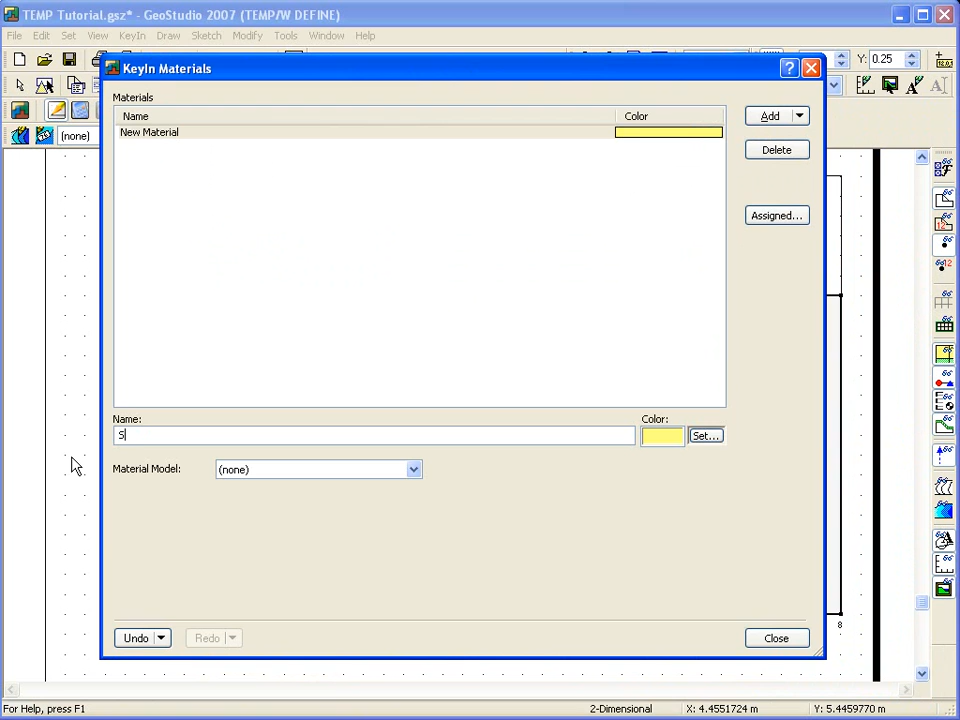 TEMP Tutorial.gsz* - GeoStudio 2007 (TEMP/W DEFINE)
File Edit Set View KeyIn Draw Sketch Modify Tools Window Help
Y: 0.25
KeyIn Materials
(none)
Materials
Name Color
New Material
Add
Delete
Assigned...
Name: Color:
S Set...
Material Model: (none)
Undo Redo Close
8
For Help, press F1 2-Dimensional X: 4.4551724 m Y: 5.4459770 m